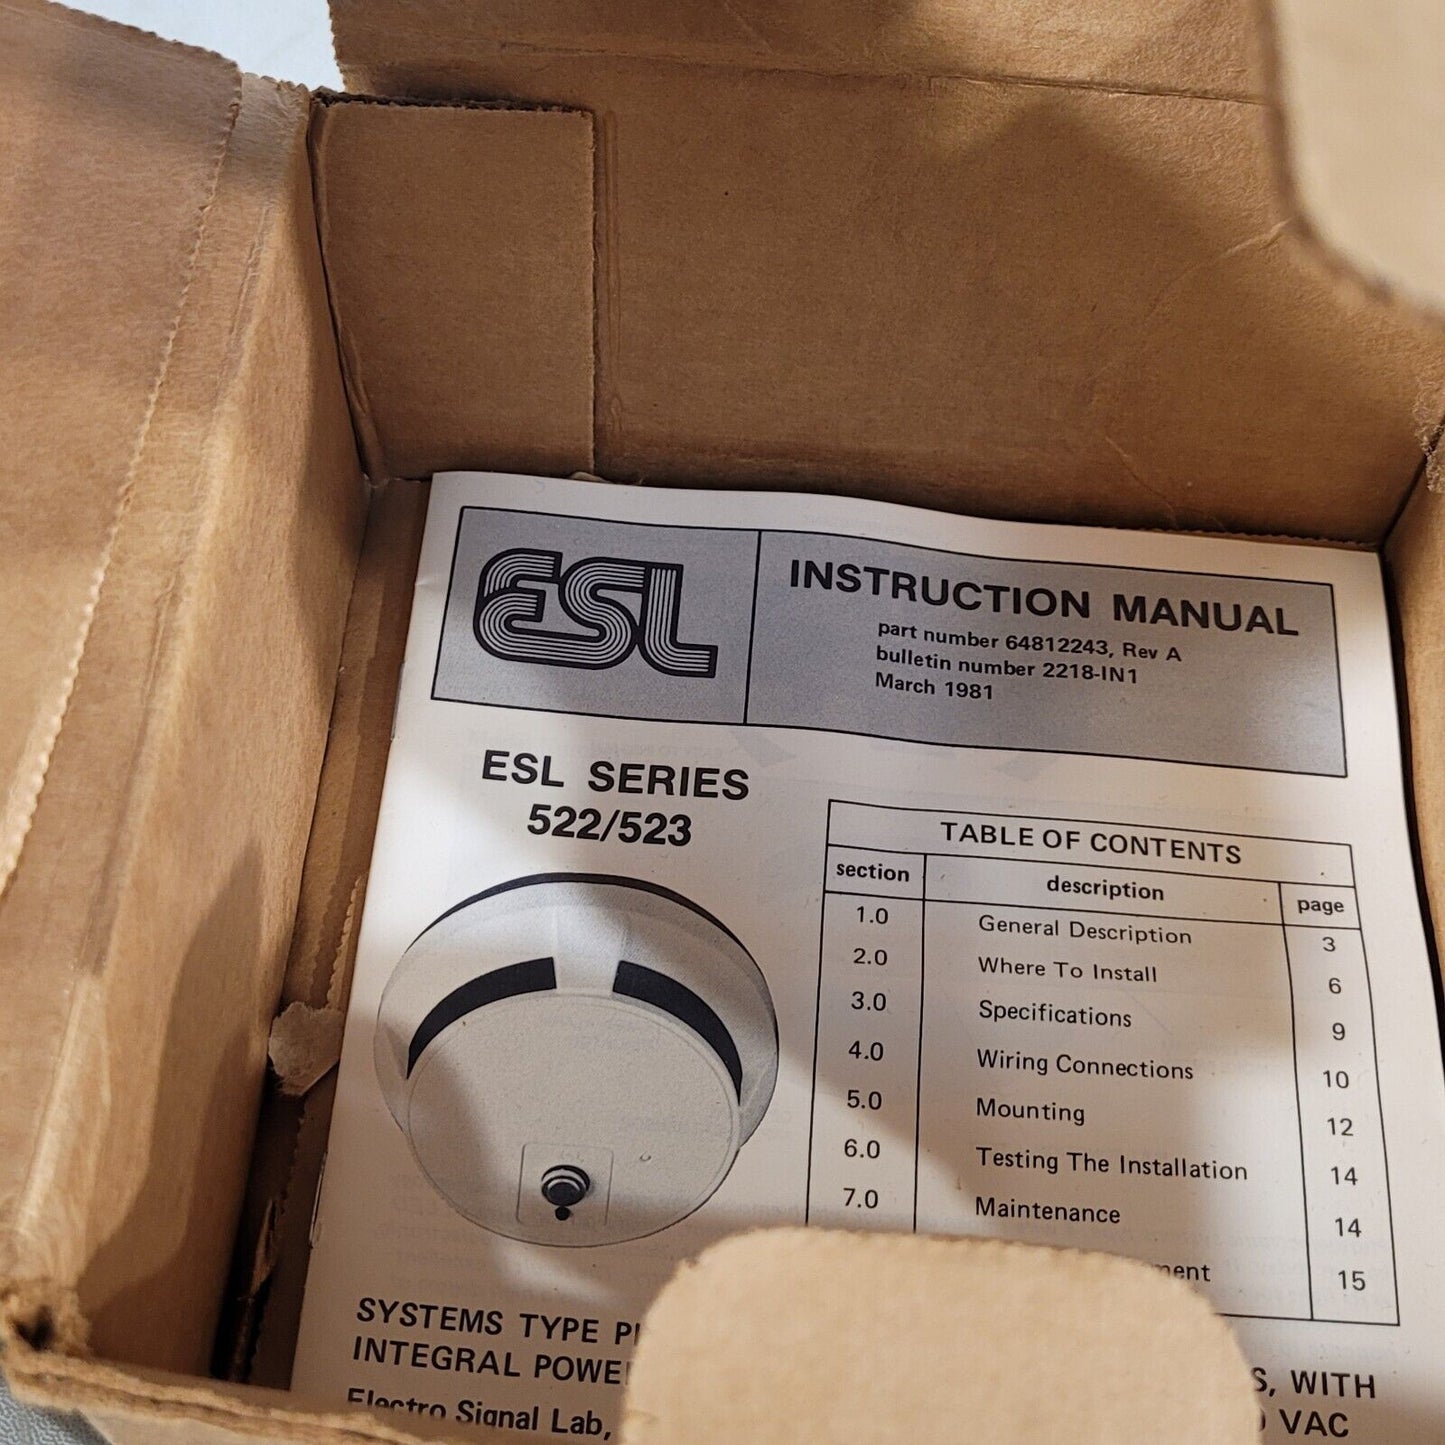 ESL
INSTRUCTION MANUAL
part number 64812243, Rev A
bulletin number 2218-IN1
March 1981
ESL SERIES
522/523
TABLE OF CONTENTS
section description page
1.0 General Description 3
2.0 Where To Install 6
3.0 Specifications 9
4.0 Wiring Connections 10
5.0 Mounting 12
6.0 Testing The Installation 14
7.0 Maintenance 14
15
SYSTEMS TYPE
INTEGRAL WITH
VAC
Electro Signal Lab,